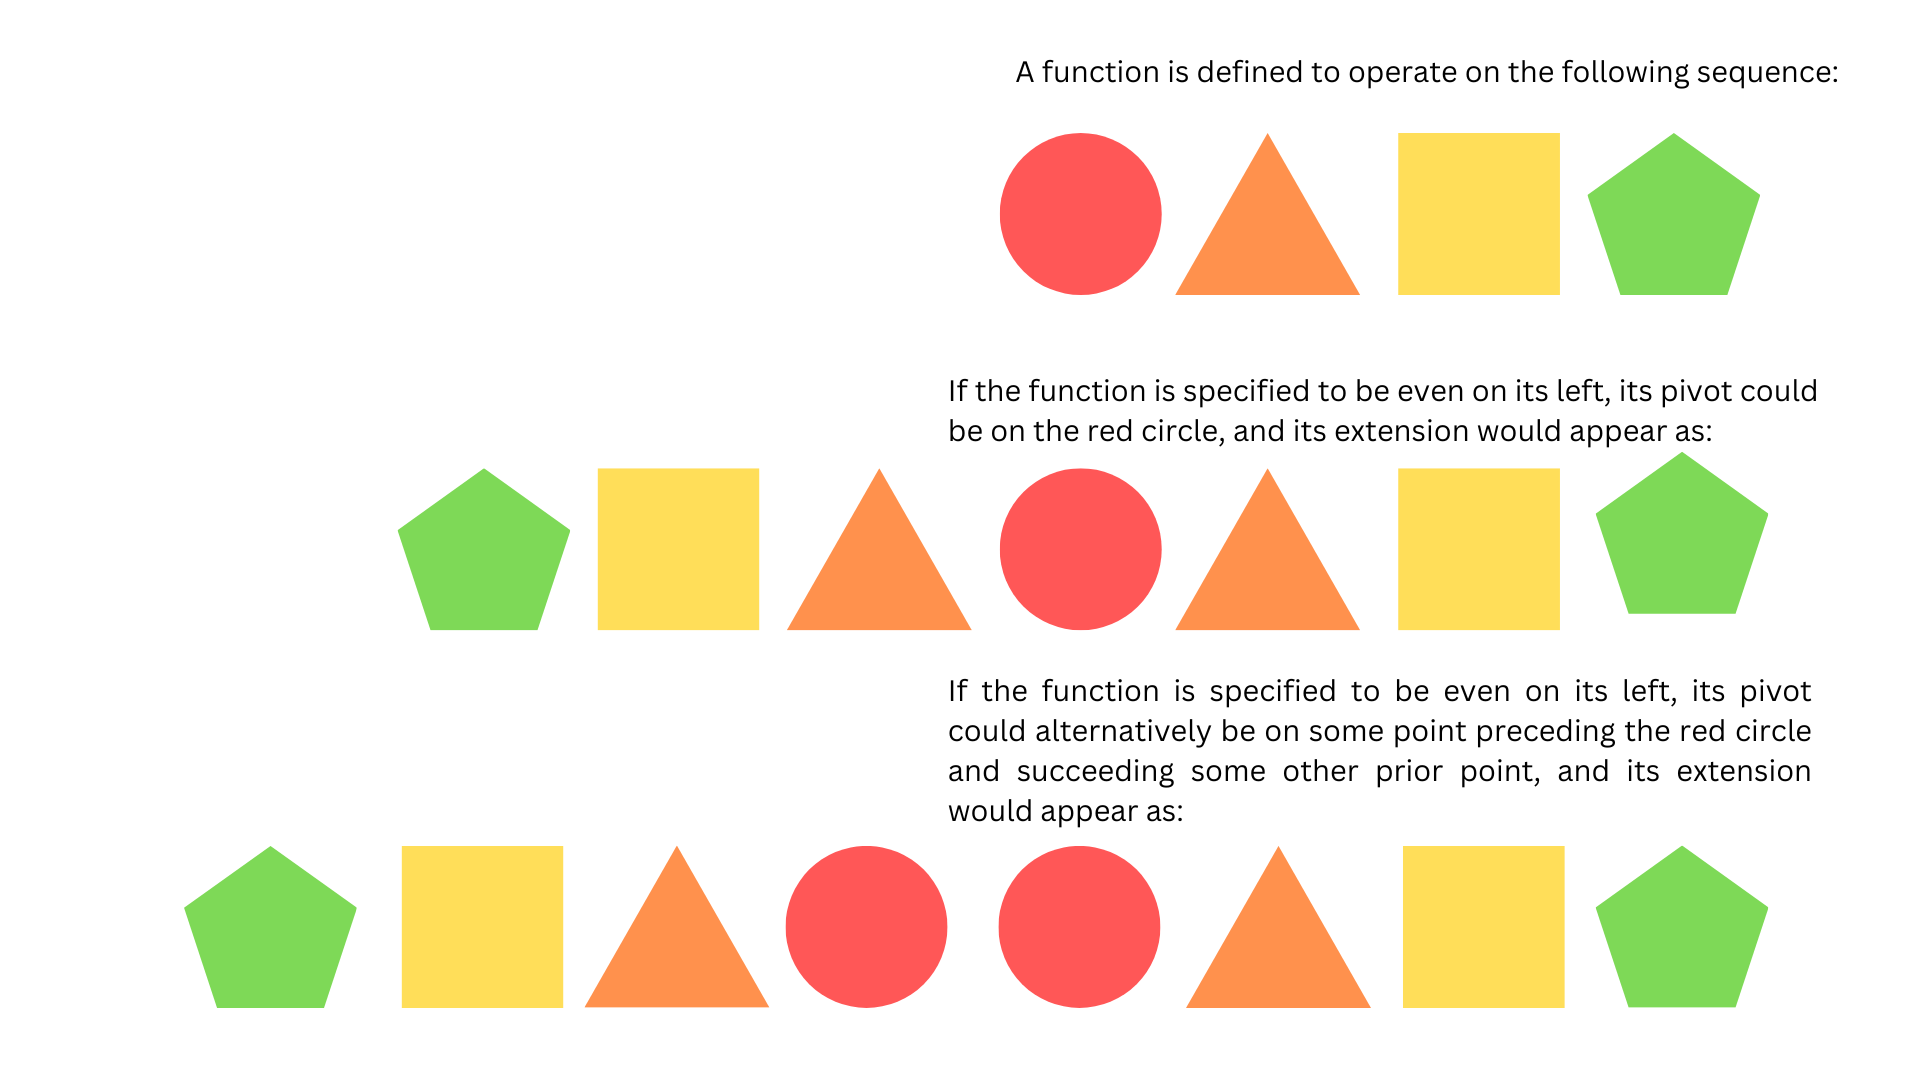 A function is defined to operate on the following sequence:
If the function is specified to be even on its left, its pivot could
be on the red circle, and its extension would appear as:
If the function is specified to be even on its left, its pivot
could alternatively be on some point preceding the red circle
and succeeding some other prior point, and its extension
would appear as: